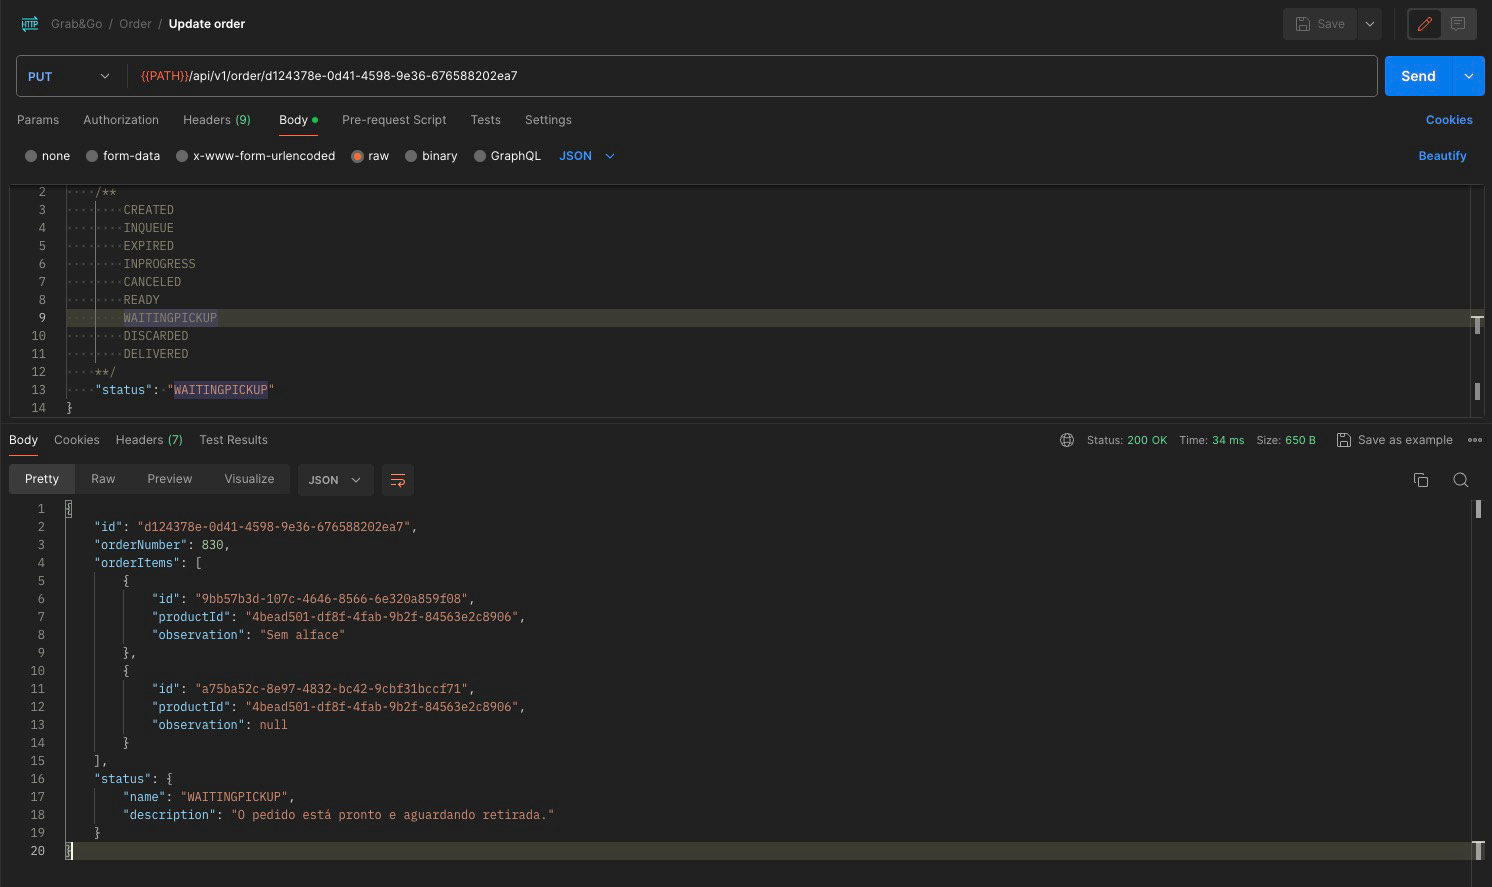 HTTP Grab&Go / Order / Update order Save
PUT {{PATH}}/api/v1/order/d124378e-0d41-4598-9e36-676588202ea7 Send
Params Authorization Headers (9) Body Pre-request Script Tests Settings Cookies
none form-data x-www-form-urlencoded raw binary GraphQL JSON Beautify
2 /**
3 CREATED
4 INQUEUE
5 EXPIRED
6 INPROGRESS
7 CANCELED
8 READY
9 WAITINGPICKUP
10 DISCARDED
11 DELIVERED
12 **/
13 "status": "WAITINGPICKUP"
14 }
Body Cookies Headers (7) Test Results Status: 200 OK Time: 34 ms Size: 650 B Save as example
Pretty Raw Preview Visualize JSON
1 {
2 "id": "d124378e-0d41-4598-9e36-676588202ea7",
3 "orderNumber": 830,
4 "orderItems": [
5 {
6 "id": "9bb57b3d-107c-4646-8566-6e320a859f08",
7 "productId": "4bead501-df8f-4fab-9b2f-84563e2c8906",
8 "observation": "Sem alface"
9 },
10 {
11 "id": "a75ba52c-8e97-4832-bc42-9cbf31bccf71",
12 "productId": "4bead501-df8f-4fab-9b2f-84563e2c8906",
13 "observation": null
14 }
15 ],
16 "status": {
17 "name": "WAITINGPICKUP",
18 "description": "O pedido está pronto e aguardando retirada."
19 }
20 }